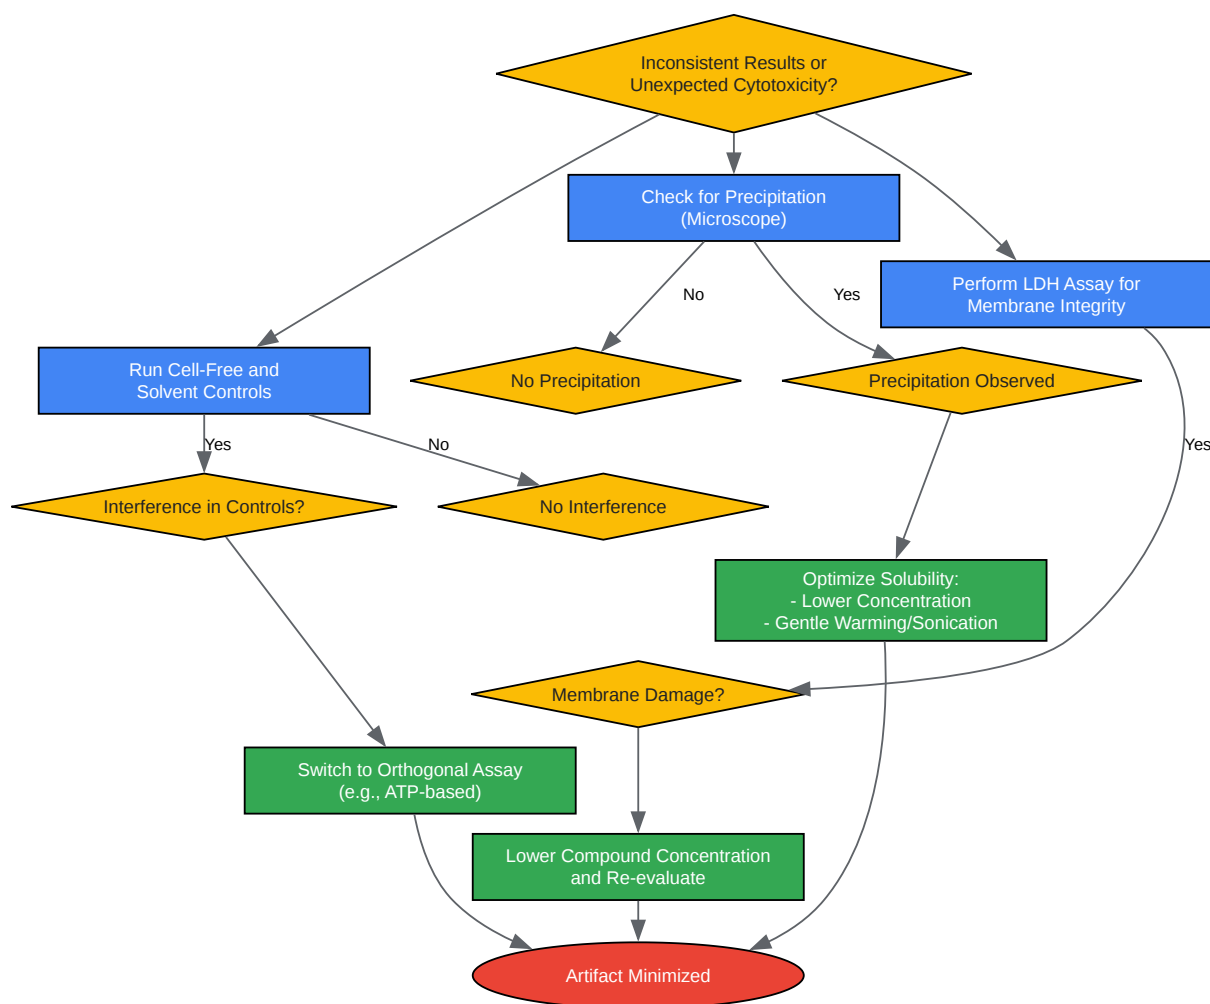 Inconsistent Results or
Unexpected Cytotoxicity?
Check for Precipitation
(Microscope)
Perform LDH Assay for
Membrane Integrity
No
Yes
Run Cell-Free and
Solvent Controls
No Precipitation
Precipitation Observed
Yes
No
Yes
Interference in Controls?
No Interference
Optimize Solubility:
- Lower Concentration
- Gentle Warming/Sonication
Membrane Damage?
Switch to Orthogonal Assay
(e.g., ATP-based)
Lower Compound Concentration
and Re-evaluate
Artifact Minimized